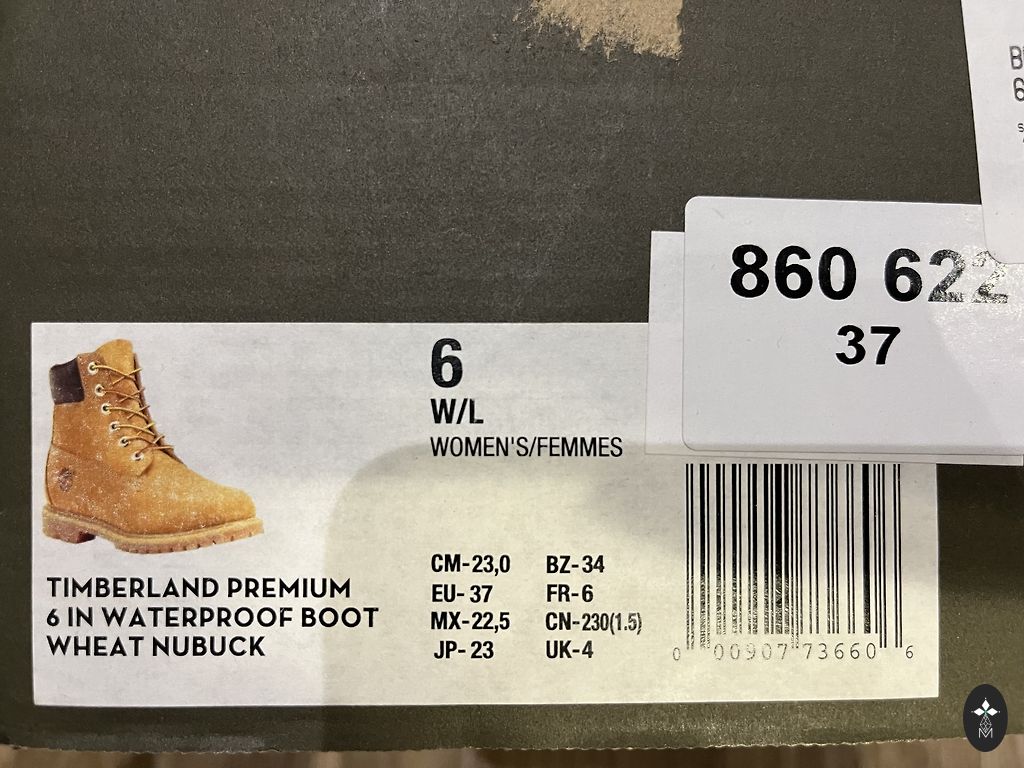 860 622
37
6
W/L
WOMEN'S/FEMMES
CM-23,0 BZ-34
EU-37 FR-6
MX-22,5 CN-230(1.5)
JP-23 UK-4
TIMBERLAND PREMIUM
6 IN WATERPROOF BOOT
WHEAT NUBUCK
0 00907 73660 6
M